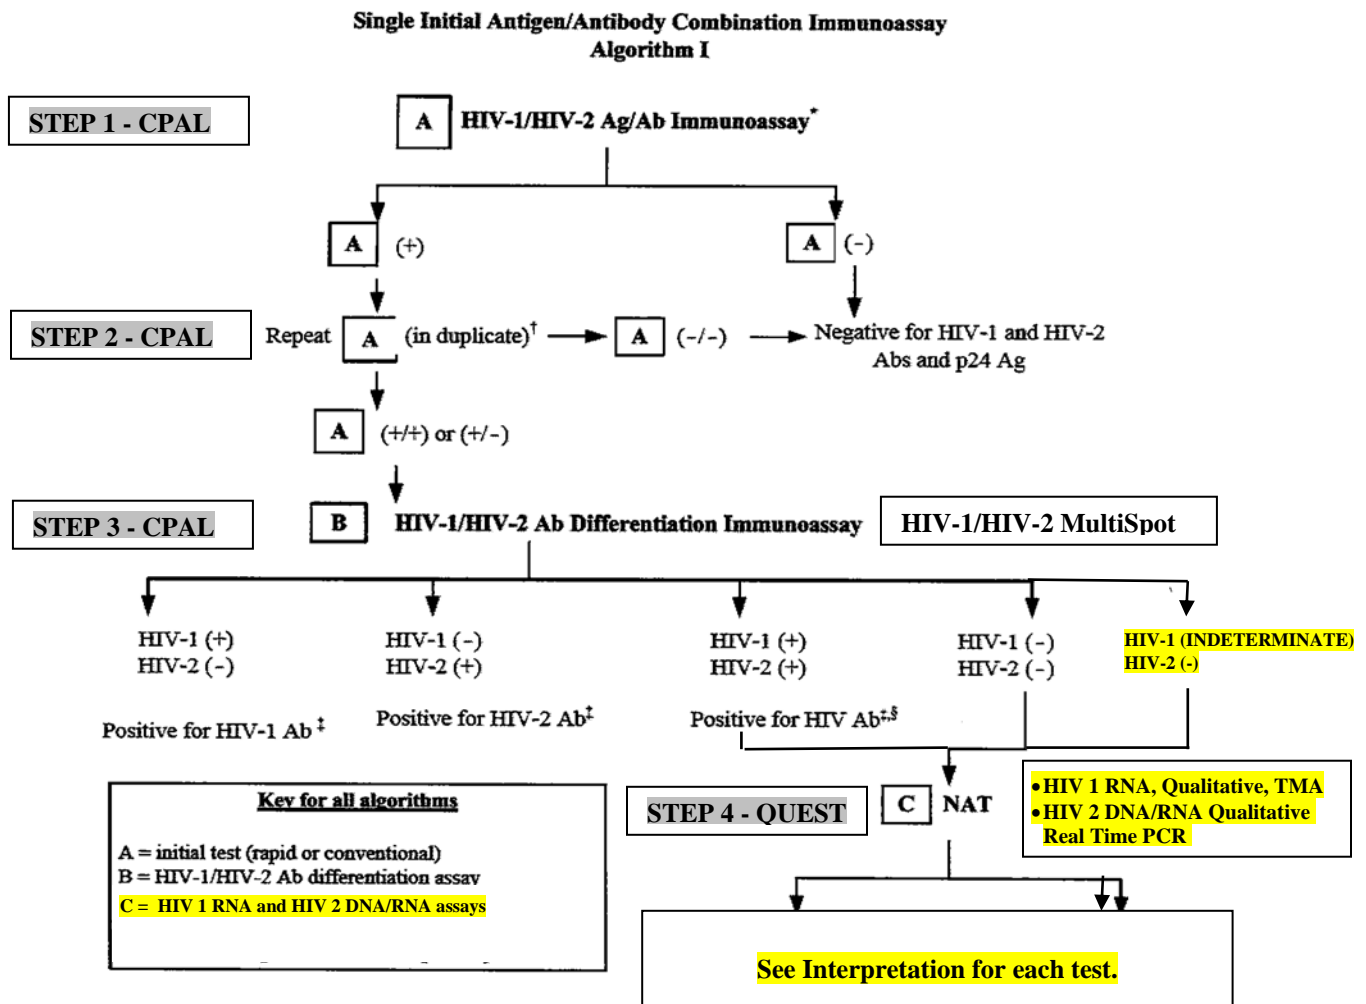 Single Initial Antigen/Antibody Combination Immunoassay
Algorithm I
STEP 1 - CPAL
A HIV-1/HIV-2 Ag/Ab Immunoassay*
A (+)
A (-)
STEP 2 - CPAL
Repeat A (in duplicate)†
A (-/-)
Negative for HIV-1 and HIV-2
Abs and p24 Ag
A (+/+) or (+/-)
STEP 3 - CPAL
B HIV-1/HIV-2 Ab Differentiation Immunoassay
HIV-1/HIV-2 MultiSpot
HIV-1 (+)
HIV-2 (-)
Positive for HIV-1 Ab ‡
HIV-1 (-)
HIV-2 (+)
Positive for HIV-2 Ab‡
HIV-1 (+)
HIV-2 (+)
Positive for HIV Ab‡,§
HIV-1 (-)
HIV-2 (-)
HIV-1 (INDETERMINATE)
HIV-2 (-)
STEP 4 - QUEST
C NAT
•HIV 1 RNA, Qualitative, TMA
•HIV 2 DNA/RNA Qualitative
Real Time PCR
Key for all algorithms
A = initial test (rapid or conventional)
B = HIV-1/HIV-2 Ab differentiation assay
C = HIV 1 RNA and HIV 2 DNA/RNA assays
See Interpretation for each test.